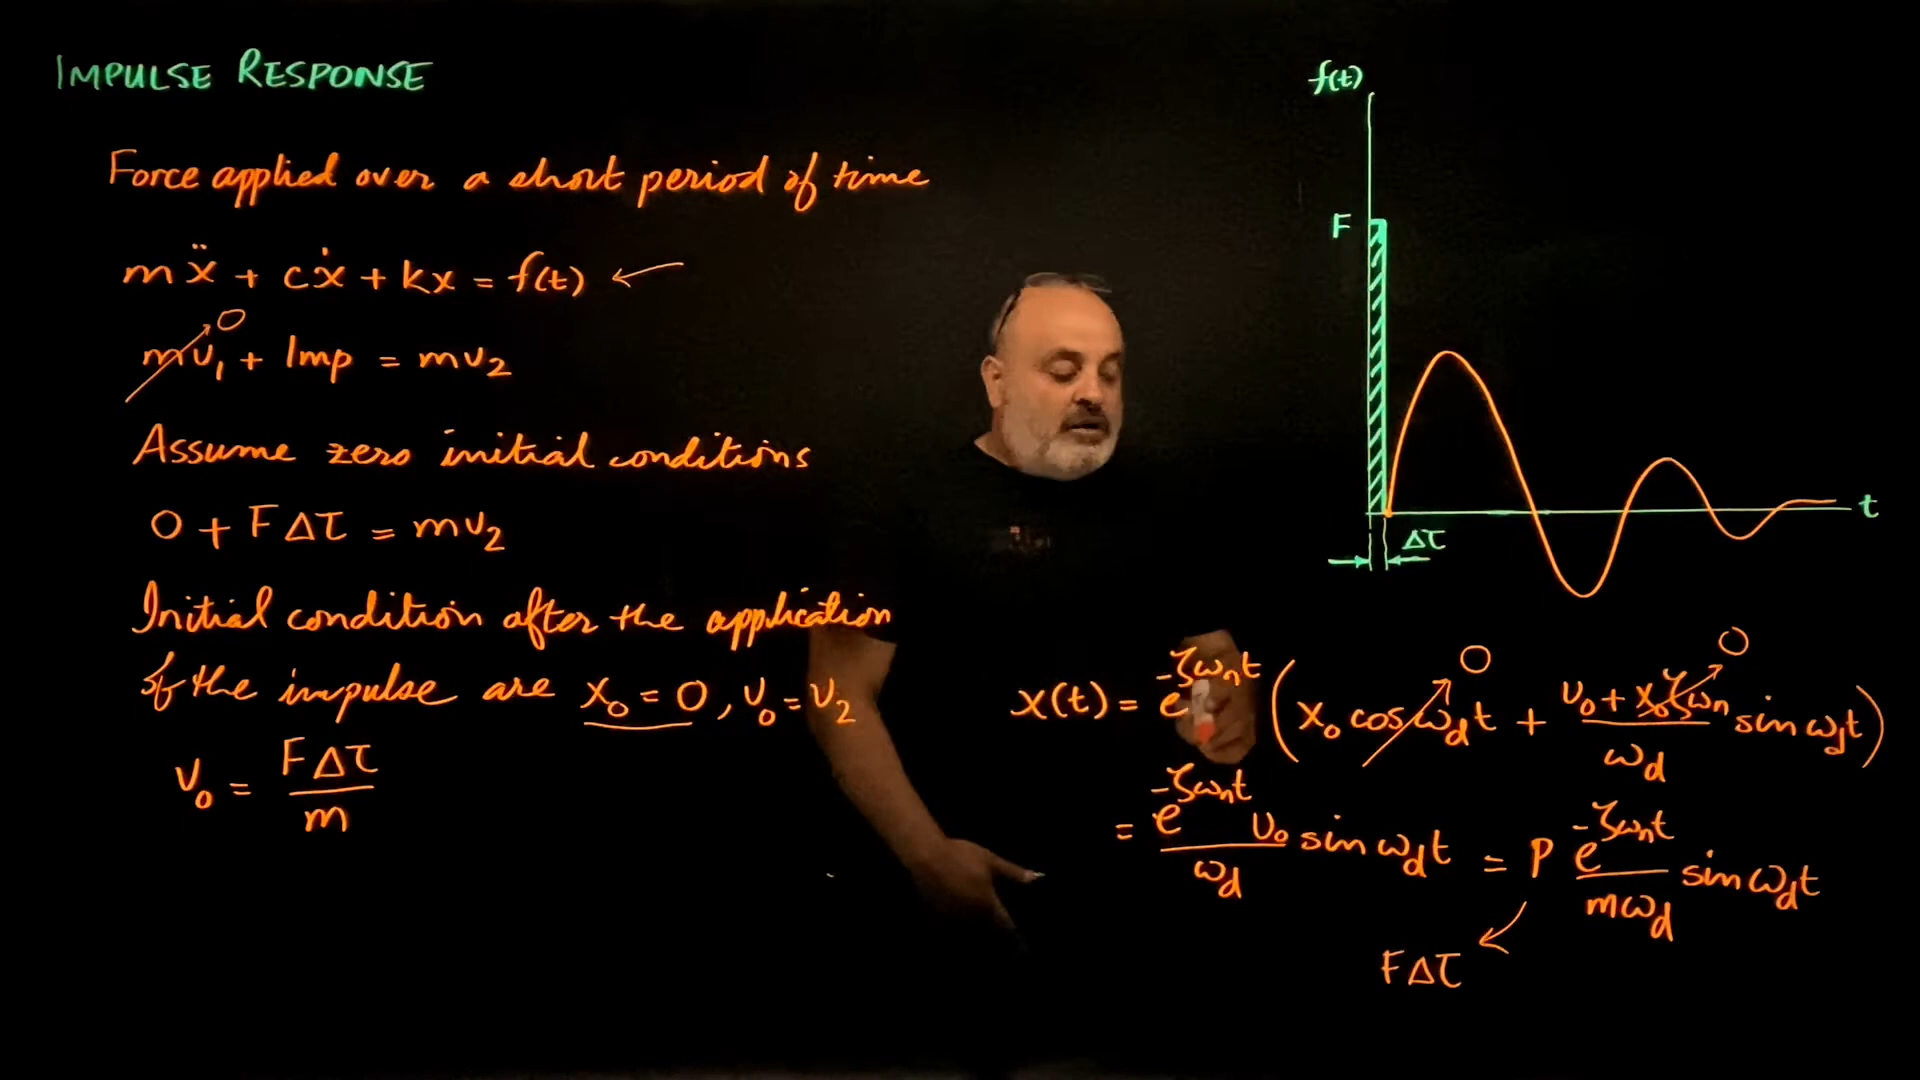 IMPULSE RESPONSE
Force applied over a short period of time
mẍ + cẋ + kx = f(t) ←
mv₁ ↗ 0 + Imp = mv₂
Assume zero initial conditions
0 + FΔτ = mv₂
Initial condition after the application
of the impulse are x₀ = 0, v₀ = v₂
v₀ = FΔτ / m
f(t)
F
t
Δτ
x(t) = e^(-ζωₙt) (x₀ cos ω_d t ↗ 0 + (v₀ + x₀ζωₙ ↗ 0) / ω_d sin ω_d t)
= e^(-ζωₙt) v₀ / ω_d sin ω_d t = P e^(-ζωₙt) / mω_d sin ω_d t
FΔτ